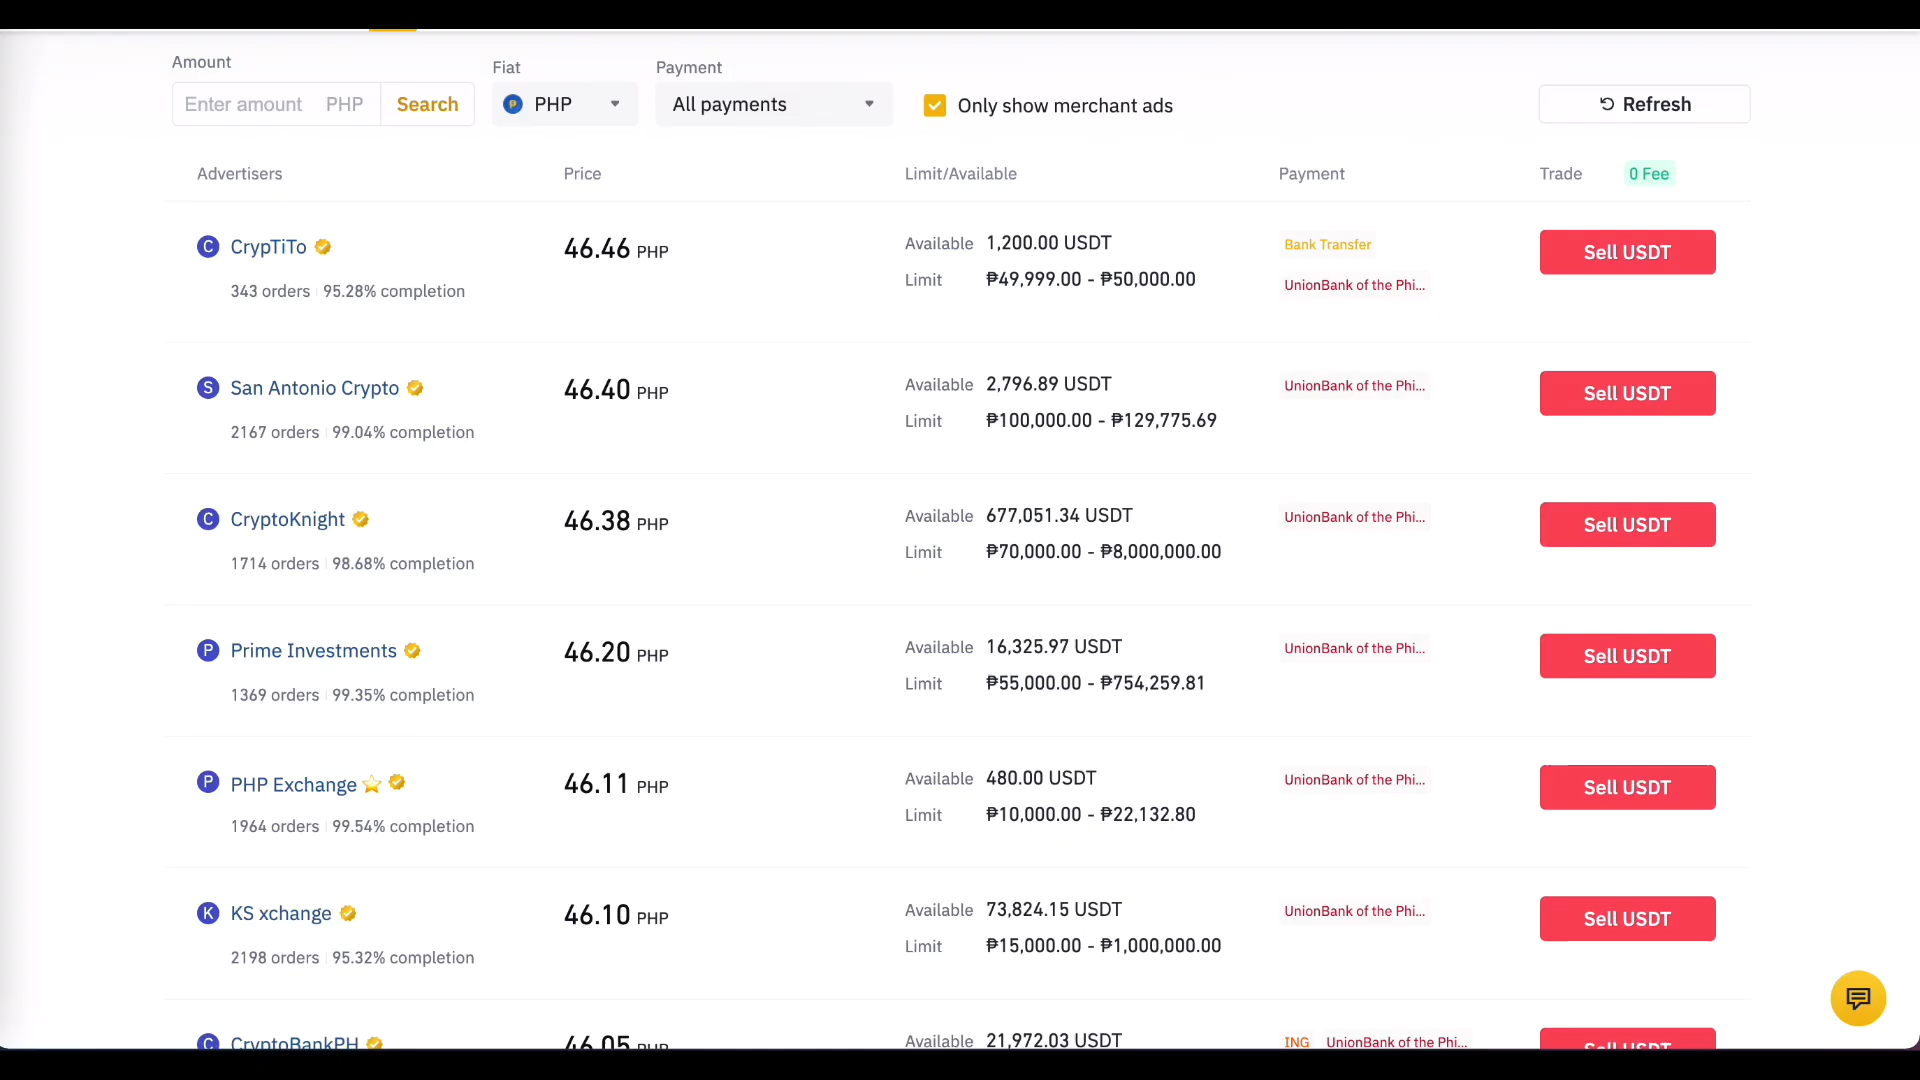 Amount
Fiat
Payment
Enter amount PHP Search
PHP
All payments
Only show merchant ads
Refresh
Advertisers Price Limit/Available Payment Trade 0 Fee
C CrypTiTo
343 orders 95.28% completion
46.46 PHP
Available 1,200.00 USDT
Limit ₱49,999.00 - ₱50,000.00
Bank Transfer
UnionBank of the Phi...
Sell USDT
S San Antonio Crypto
2167 orders 99.04% completion
46.40 PHP
Available 2,796.89 USDT
Limit ₱100,000.00 - ₱129,775.69
UnionBank of the Phi...
Sell USDT
C CryptoKnight
1714 orders 98.68% completion
46.38 PHP
Available 677,051.34 USDT
Limit ₱70,000.00 - ₱8,000,000.00
UnionBank of the Phi...
Sell USDT
P Prime Investments
1369 orders 99.35% completion
46.20 PHP
Available 16,325.97 USDT
Limit ₱55,000.00 - ₱754,259.81
UnionBank of the Phi...
Sell USDT
P PHP Exchange
1964 orders 99.54% completion
46.11 PHP
Available 480.00 USDT
Limit ₱10,000.00 - ₱22,132.80
UnionBank of the Phi...
Sell USDT
K KS xchange
2198 orders 95.32% completion
46.10 PHP
Available 73,824.15 USDT
Limit ₱15,000.00 - ₱1,000,000.00
UnionBank of the Phi...
Sell USDT
C CryptoBankPH
46.05 PHP
Available 21,972.03 USDT
ING UnionBank of the Phi...
Sell USDT